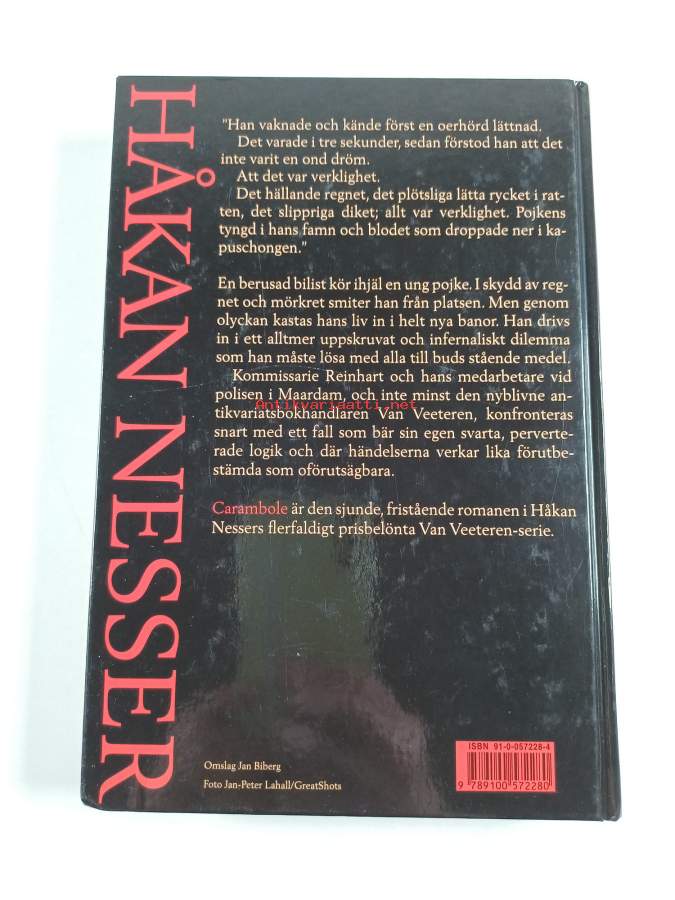 HÅKAN NESSER
"Han vaknade och kände först en oerhörd lättnad.
Det varade i tre sekunder, sedan förstod han att det
inte varit en ond dröm.
Att det var verklighet.
Det hällande regnet, det plötsliga lätta rycket i rat-
ten, det slippriga diket; allt var verklighet. Pojkens
tyngd i hans famn och blodet som droppade ner i ka-
puschongen."
En berusad bilist kör ihjäl en ung pojke. I skydd av reg-
net och mörkret smiter han från platsen. Men genom
olyckan kastas hans liv in i helt nya banor. Han drivs
in i ett alltmer uppskruvat och infernaliskt dilemma
som han måste lösa med alla till buds stående medel.
Kommissarie Reinhart och hans medarbetare vid
polisen i Maardam, och inte minst den nyblivne an-
Antikvariaatti.net
tikvariatsbokhandlaren Van Veeteren, konfronteras
snart med ett fall som bär sin egen svarta, perverte-
rade logik och där händelserna verkar lika förutbe-
stämda som oförutsägbara.
Carambole är den sjunde, fristående romanen i Håkan
Nessers flerfaldigt prisbelönta Van Veeteren-serie.
Omslag Jan Biberg
Foto Jan-Peter Lahall/GreatShots
ISBN 91-0-057228-4
9 789100 572280